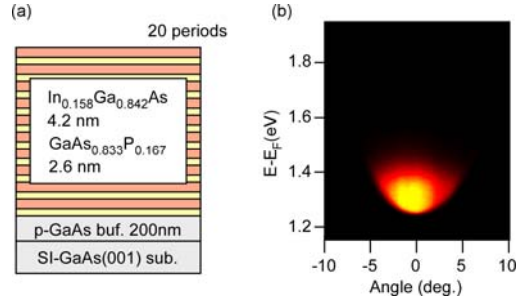 (a)
20 periods
In0.158Ga0.842As
4.2 nm
GaAs0.833P0.167
2.6 nm
p-GaAs buf. 200nm
SI-GaAs(001) sub.
(b)
E-EF(eV)
1.8
1.6
1.4
1.2
-10
-5
0
5
10
Angle (deg.)